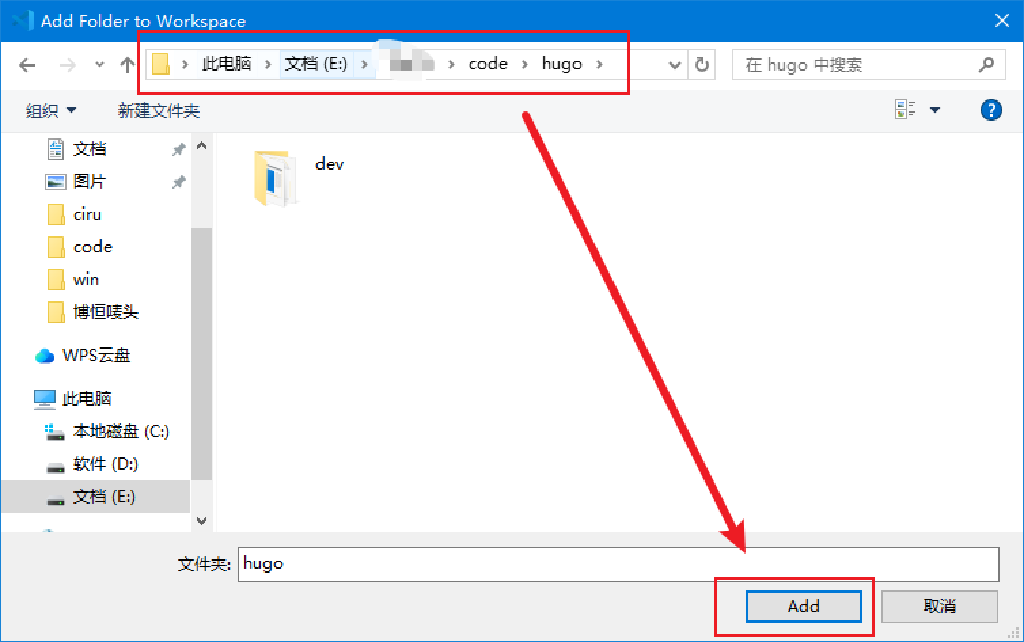 Add Folder to Workspace
此电脑 文档 (E:) code hugo
在 hugo 中搜索
组织 新建文件夹
文档
图片
ciru
code
win
博恒唛头
WPS云盘
此电脑
本地磁盘 (C:)
软件 (D:)
文档 (E:)
dev
文件夹: hugo
Add 取消